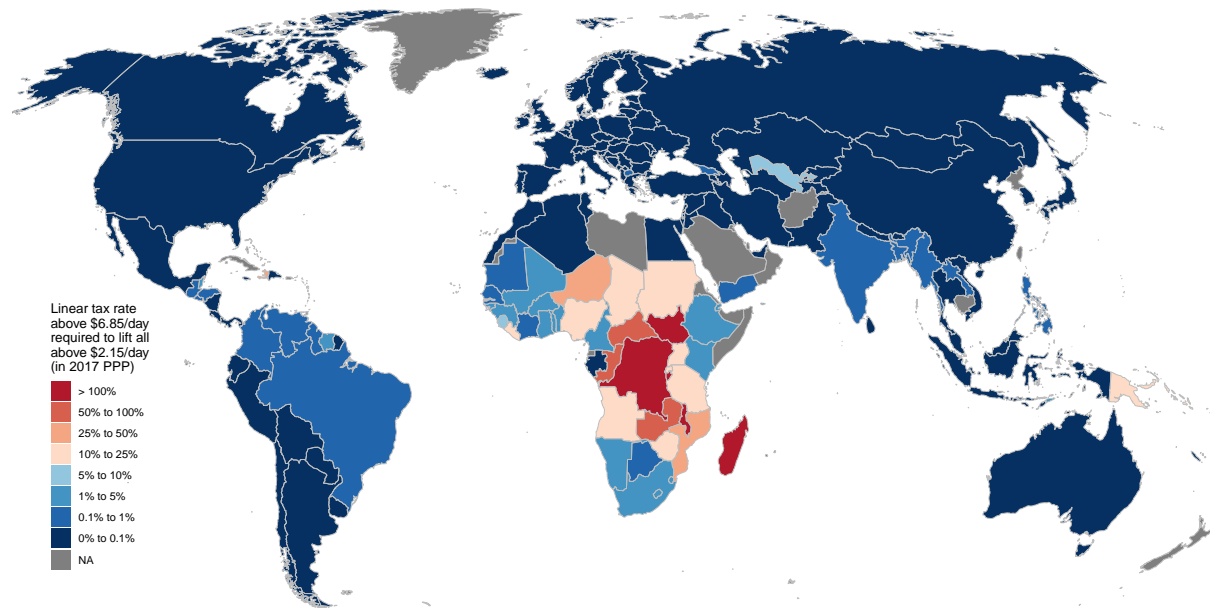 Linear tax rate
above $6.85/day
required to lift all
above $2.15/day
(in 2017 PPP)
> 100%
50% to 100%
25% to 50%
10% to 25%
5% to 10%
1% to 5%
0.1% to 1%
0% to 0.1%
NA